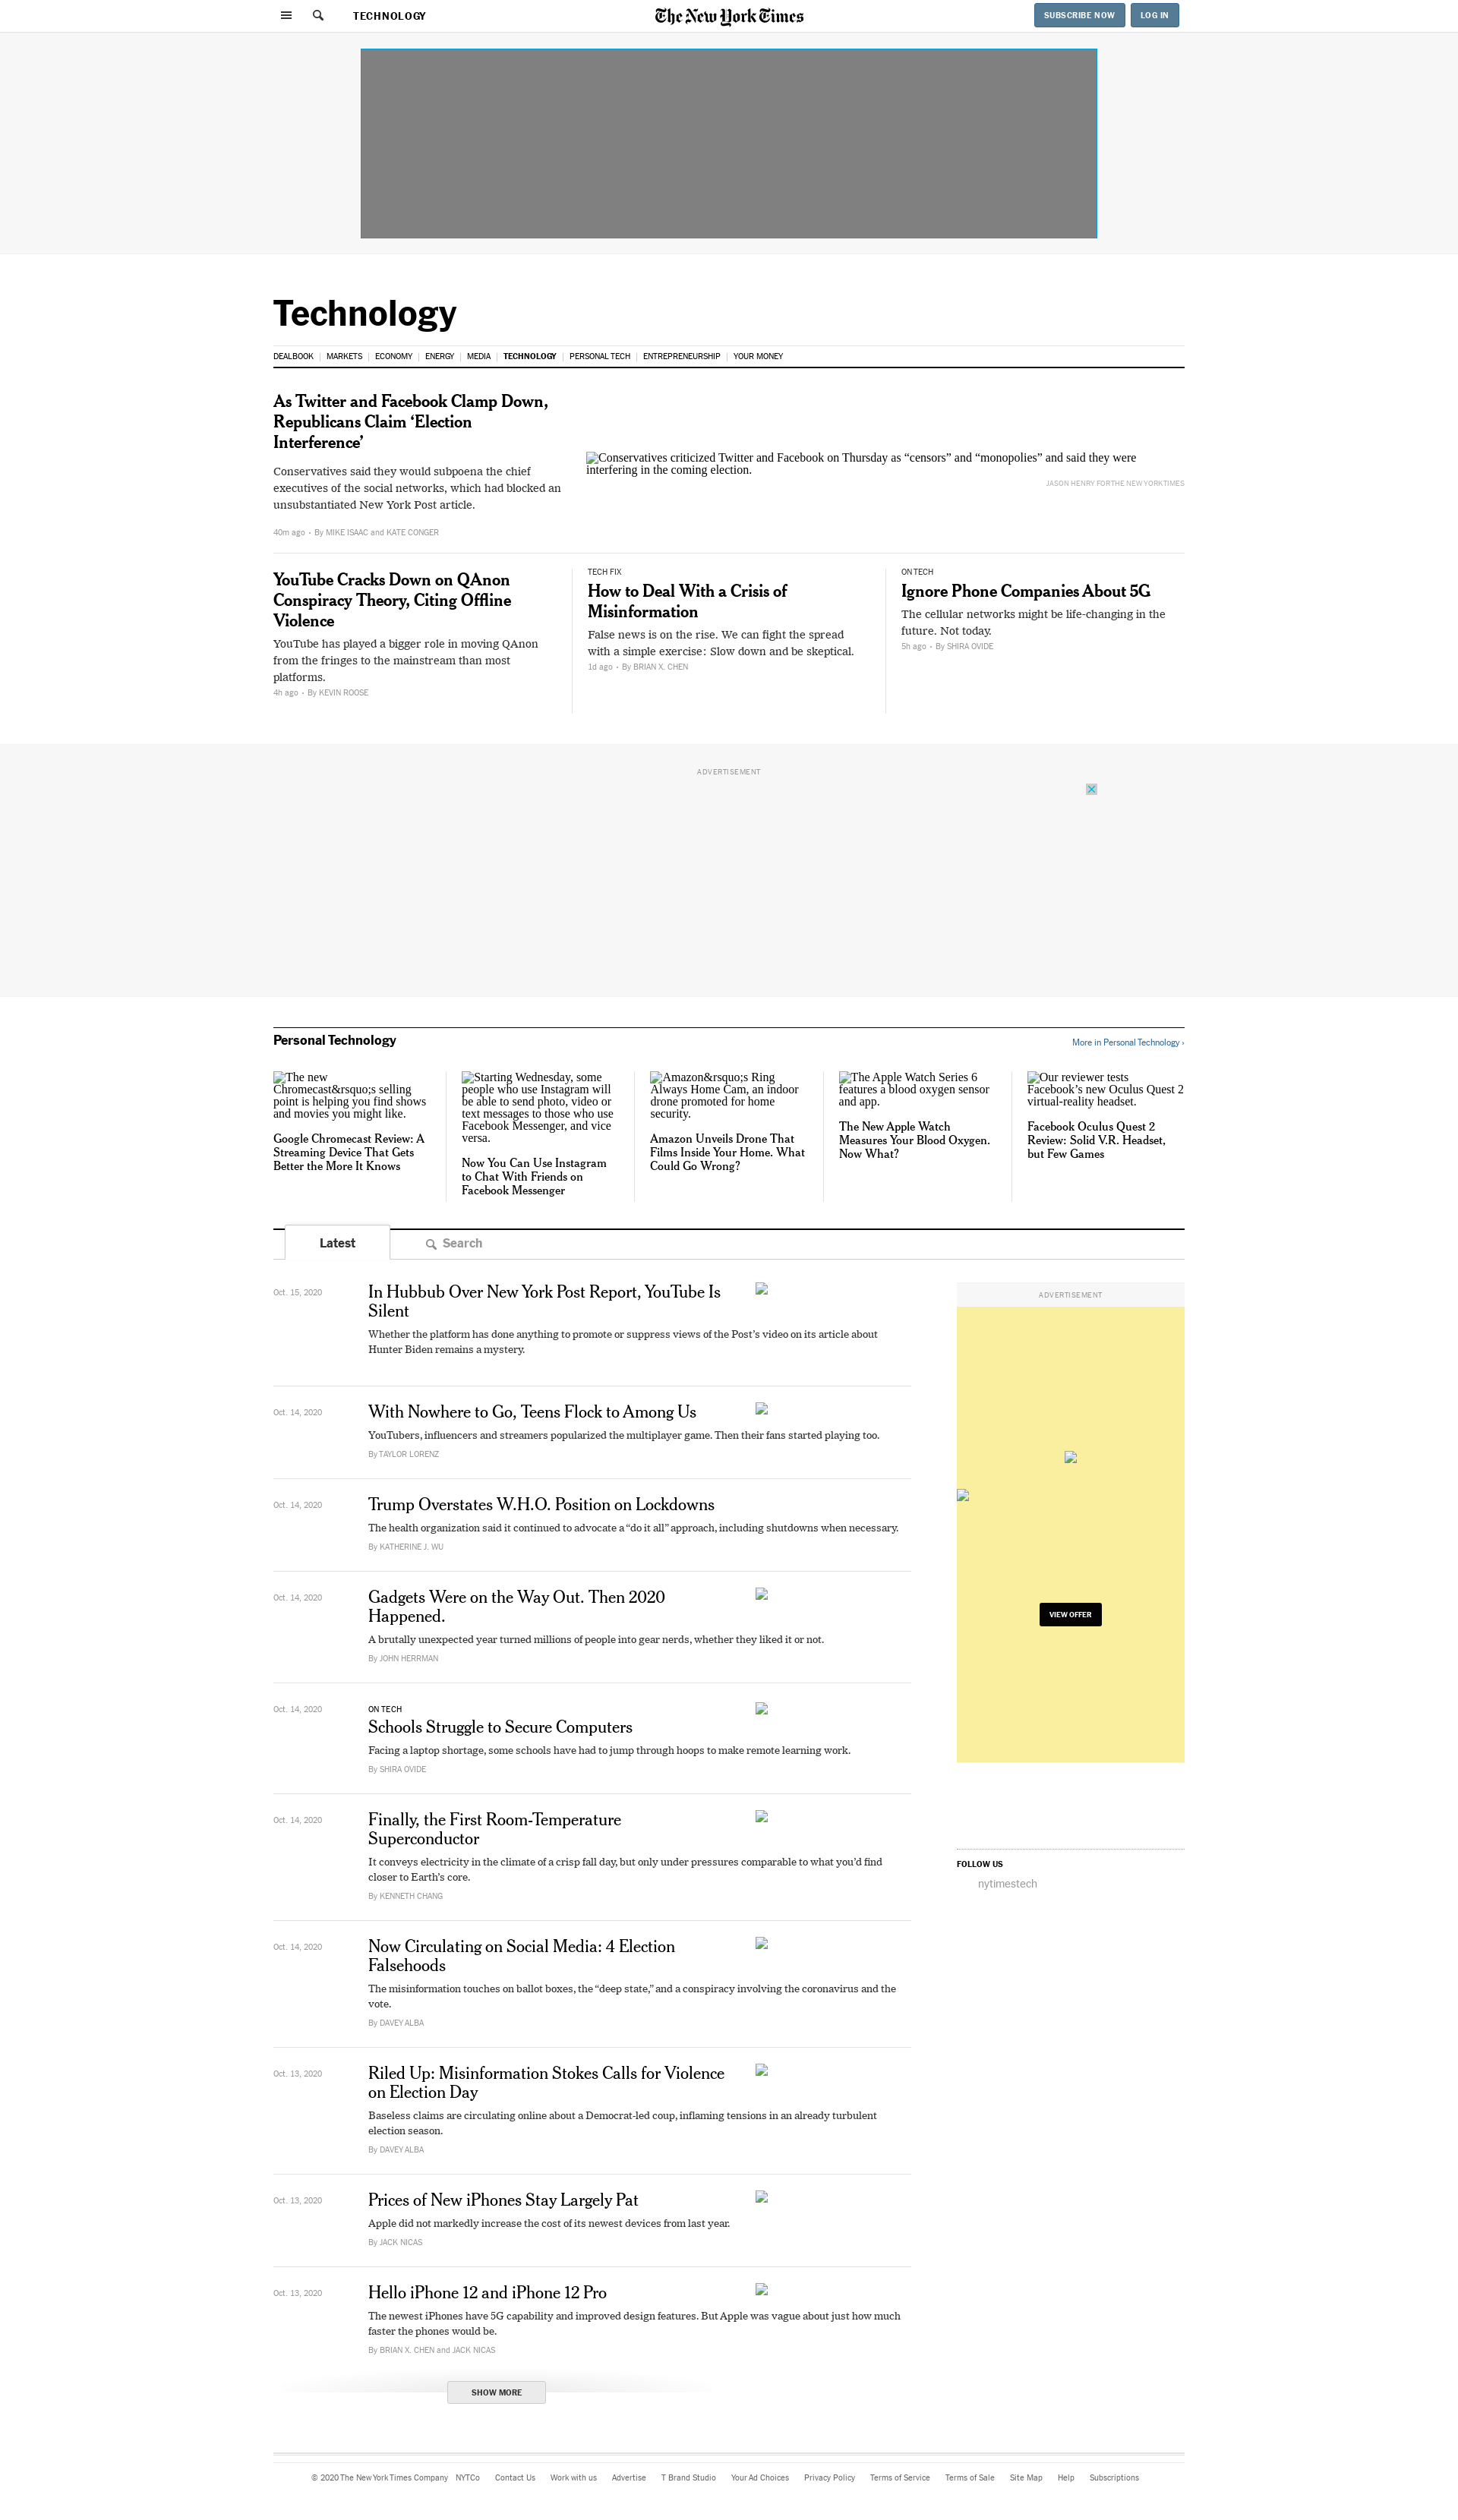 TECHNOLOGY
The New York Times
SUBSCRIBE NOW
LOG IN
Technology
DEALBOOK
MARKETS
ECONOMY
ENERGY
MEDIA
TECHNOLOGY
PERSONAL TECH
ENTREPRENEURSHIP
YOUR MONEY
As Twitter and Facebook Clamp Down,
Republicans Claim ‘Election
Interference’
Conservatives said they would subpoena the chief
executives of the social networks, which had blocked an
unsubstantiated New York Post article.
40m ago • By MIKE ISAAC and KATE CONGER
Conservatives criticized Twitter and Facebook on Thursday as “censors” and “monopolies” and said they were
interfering in the coming election.
JASON HENRY FOR THE NEW YORK TIMES
YouTube Cracks Down on QAnon
Conspiracy Theory, Citing Offline
Violence
YouTube has played a bigger role in moving QAnon
from the fringes to the mainstream than most
platforms.
4h ago • By KEVIN ROOSE
TECH FIX
How to Deal With a Crisis of
Misinformation
False news is on the rise. We can fight the spread
with a simple exercise: Slow down and be skeptical.
1d ago • By BRIAN X. CHEN
ON TECH
Ignore Phone Companies About 5G
The cellular networks might be life-changing in the
future. Not today.
5h ago • By SHIRA OVIDE
ADVERTISEMENT
Personal Technology
More in Personal Technology ›
The new
Chromecast&rsquo;s selling
point is helping you find shows
and movies you might like.
Google Chromecast Review: A
Streaming Device That Gets
Better the More It Knows
Starting Wednesday, some
people who use Instagram will
be able to send photo, video or
text messages to those who use
Facebook Messenger, and vice
versa.
Now You Can Use Instagram
to Chat With Friends on
Facebook Messenger
Amazon&rsquo;s Ring
Always Home Cam, an indoor
drone promoted for home
security.
Amazon Unveils Drone That
Films Inside Your Home. What
Could Go Wrong?
The Apple Watch Series 6
features a blood oxygen sensor
and app.
The New Apple Watch
Measures Your Blood Oxygen.
Now What?
Our reviewer tests
Facebook’s new Oculus Quest 2
virtual-reality headset.
Facebook Oculus Quest 2
Review: Solid V.R. Headset,
but Few Games
Latest
Search
Oct. 15, 2020
In Hubbub Over New York Post Report, YouTube Is
Silent
Whether the platform has done anything to promote or suppress views of the Post’s video on its article about
Hunter Biden remains a mystery.
Oct. 14, 2020
With Nowhere to Go, Teens Flock to Among Us
YouTubers, influencers and streamers popularized the multiplayer game. Then their fans started playing too.
By TAYLOR LORENZ
Oct. 14, 2020
Trump Overstates W.H.O. Position on Lockdowns
The health organization said it continued to advocate a “do it all” approach, including shutdowns when necessary.
By KATHERINE J. WU
Oct. 14, 2020
Gadgets Were on the Way Out. Then 2020
Happened.
A brutally unexpected year turned millions of people into gear nerds, whether they liked it or not.
By JOHN HERRMAN
Oct. 14, 2020
ON TECH
Schools Struggle to Secure Computers
Facing a laptop shortage, some schools have had to jump through hoops to make remote learning work.
By SHIRA OVIDE
Oct. 14, 2020
Finally, the First Room-Temperature
Superconductor
It conveys electricity in the climate of a crisp fall day, but only under pressures comparable to what you’d find
closer to Earth’s core.
By KENNETH CHANG
Oct. 14, 2020
Now Circulating on Social Media: 4 Election
Falsehoods
The misinformation touches on ballot boxes, the “deep state,” and a conspiracy involving the coronavirus and the
vote.
By DAVEY ALBA
Oct. 13, 2020
Riled Up: Misinformation Stokes Calls for Violence
on Election Day
Baseless claims are circulating online about a Democrat-led coup, inflaming tensions in an already turbulent
election season.
By DAVEY ALBA
Oct. 13, 2020
Prices of New iPhones Stay Largely Pat
Apple did not markedly increase the cost of its newest devices from last year.
By JACK NICAS
Oct. 13, 2020
Hello iPhone 12 and iPhone 12 Pro
The newest iPhones have 5G capability and improved design features. But Apple was vague about just how much
faster the phones would be.
By BRIAN X. CHEN and JACK NICAS
SHOW MORE
ADVERTISEMENT
VIEW OFFER
FOLLOW US
nytimestech
© 2020 The New York Times Company
NYTCo
Contact Us
Work with us
Advertise
T Brand Studio
Your Ad Choices
Privacy Policy
Terms of Service
Terms of Sale
Site Map
Help
Subscriptions